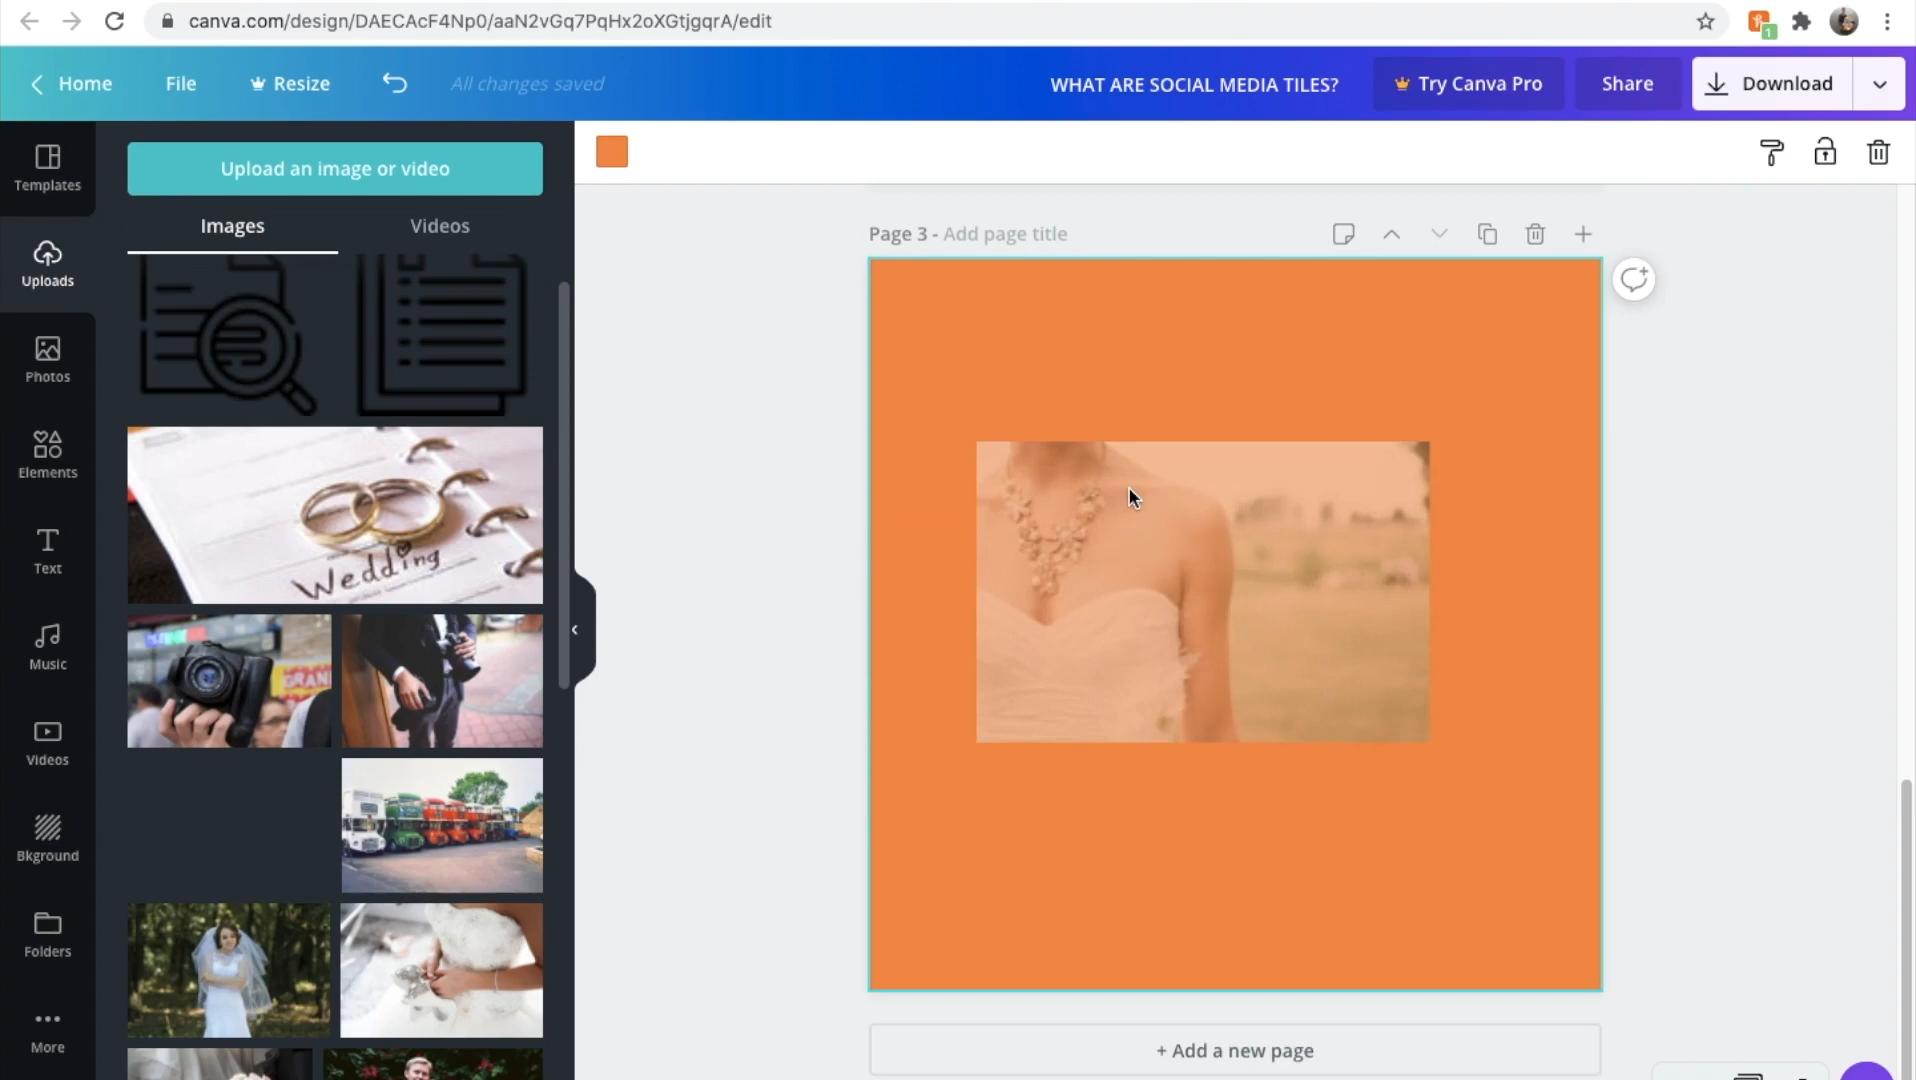 canva.com/design/DAECAcF4Np0/aaN2vGq7PqHx2oXGtjgqrA/edit
1
Home
File
Resize
All changes saved
WHAT ARE SOCIAL MEDIA TILES?
Try Canva Pro
Share
Download
Templates
Uploads
Photos
Elements
Text
Music
Videos
Bkground
Folders
More
Upload an image or video
Images
Videos
Wedding
GRAN
Page 3 - Add page title
+ Add a new page